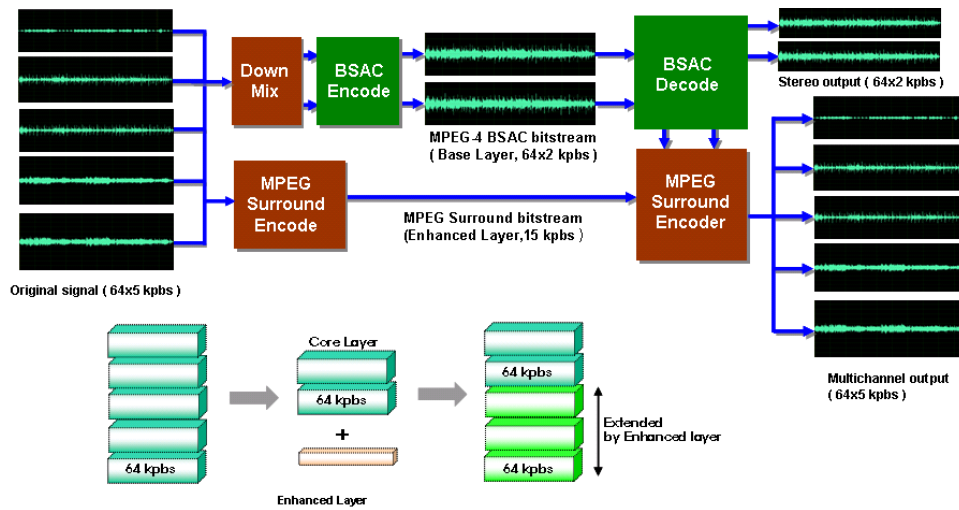 Down
Mix
BSAC
Encode
MPEG-4 BSAC bitstream
( Base Layer, 64x2 kpbs )
BSAC
Decode
Stereo output ( 64x2 kpbs )
MPEG
Surround
Encode
MPEG Surround bitstream
(Enhanced Layer,15 kpbs )
MPEG
Surround
Encoder
Original signal ( 64x5 kpbs )
Multichannel output
( 64x5 kpbs )
64 kpbs
Core Layer
64 kpbs
+
Enhanced Layer
64 kpbs
64 kpbs
Extended
by Enhanced layer